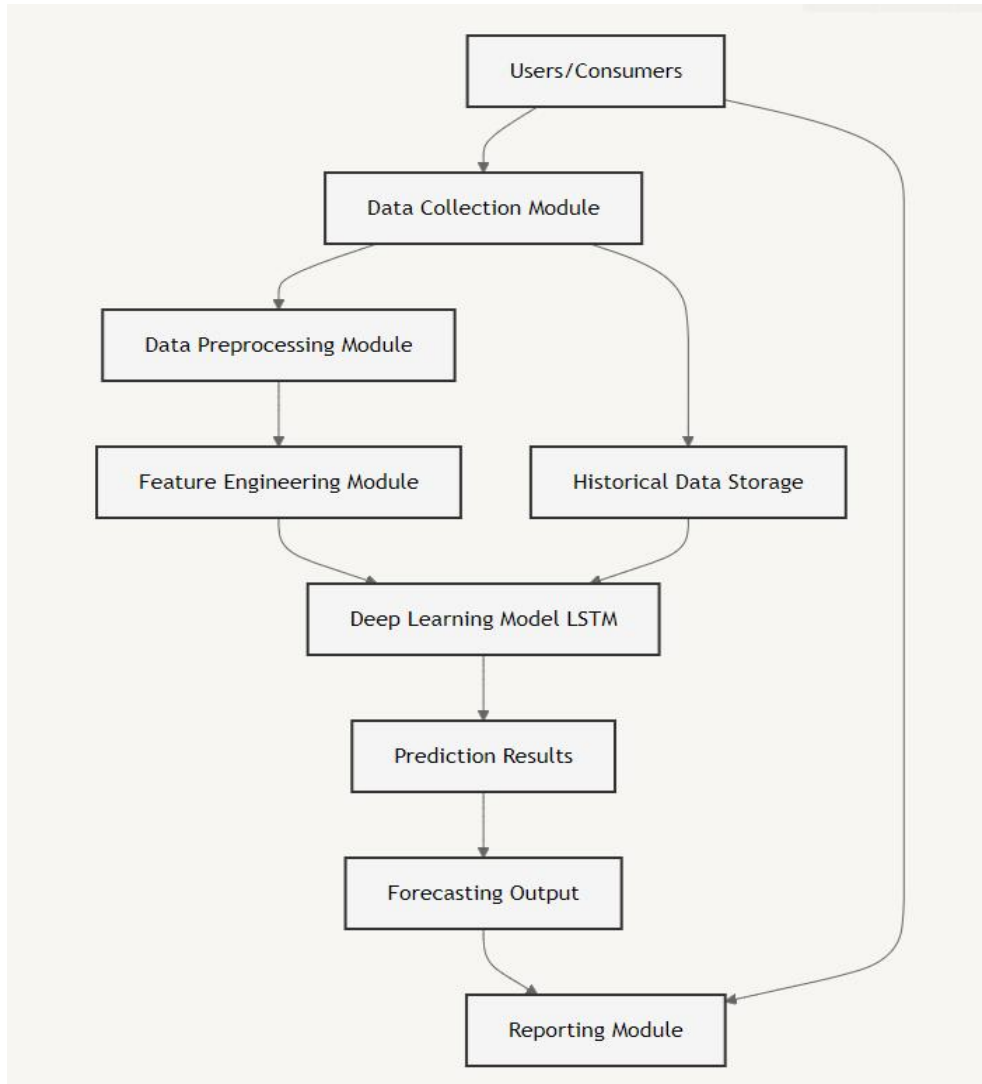 Users/Consumers
Data Collection Module
Data Preprocessing Module
Feature Engineering Module
Historical Data Storage
Deep Learning Model LSTM
Prediction Results
Forecasting Output
Reporting Module